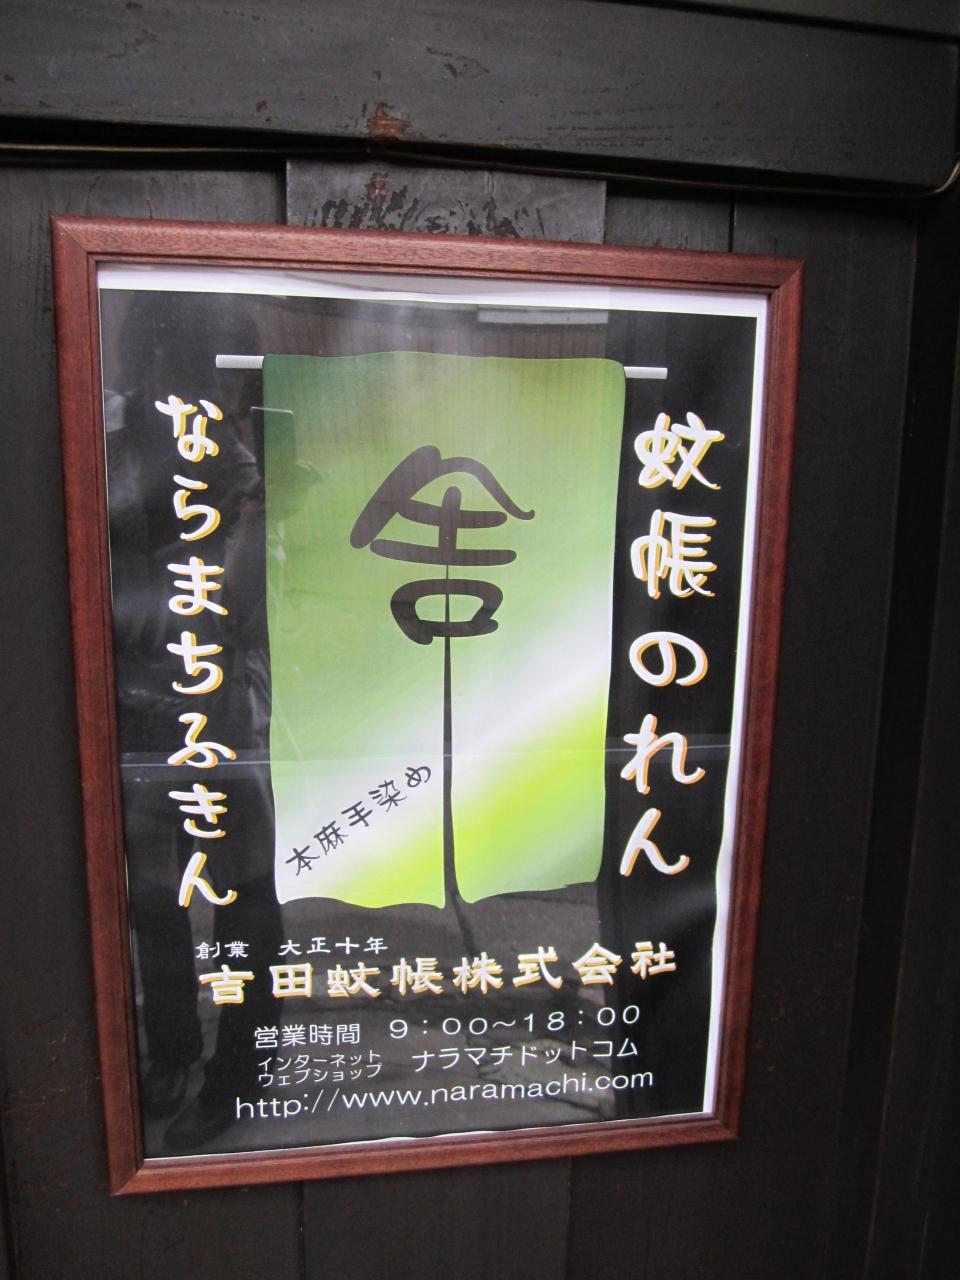 蚊帳のれん
舎
本麻手染め
ならまちふきん
創業 大正十年
吉田蚊帳株式会社
営業時間 9:00~18:00
インターネット
ウェブショップ
ナラマチドットコム
http://www.naramachi.com